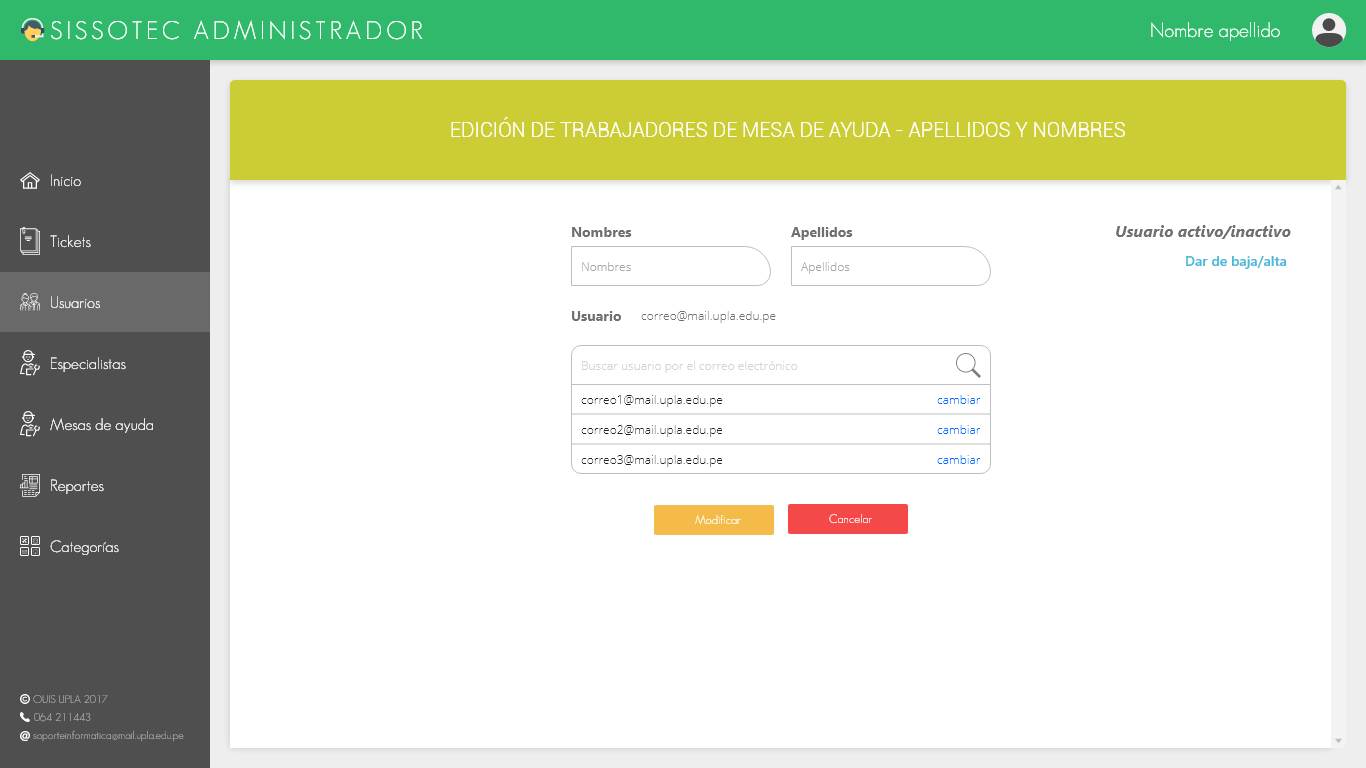 SISSOTEC ADMINISTRADOR
Nombre apellido
EDICIÓN DE TRABAJADORES DE MESA DE AYUDA - APELLIDOS Y NOMBRES
Inicio
Tickets
Usuarios
Especialistas
Mesas de ayuda
Reportes
Categorías
© OUIS UPLA 2017
064 211443
@ soporteinformatica@mail.upla.edu.pe
Nombres
Apellidos
Nombres
Apellidos
Usuario activo/inactivo
Dar de baja/alta
Usuario correo@mail.upla.edu.pe
Buscar usuario por el correo electrónico
correo1@mail.upla.edu.pe cambiar
correo2@mail.upla.edu.pe cambiar
correo3@mail.upla.edu.pe cambiar
Modificar
Cancelar